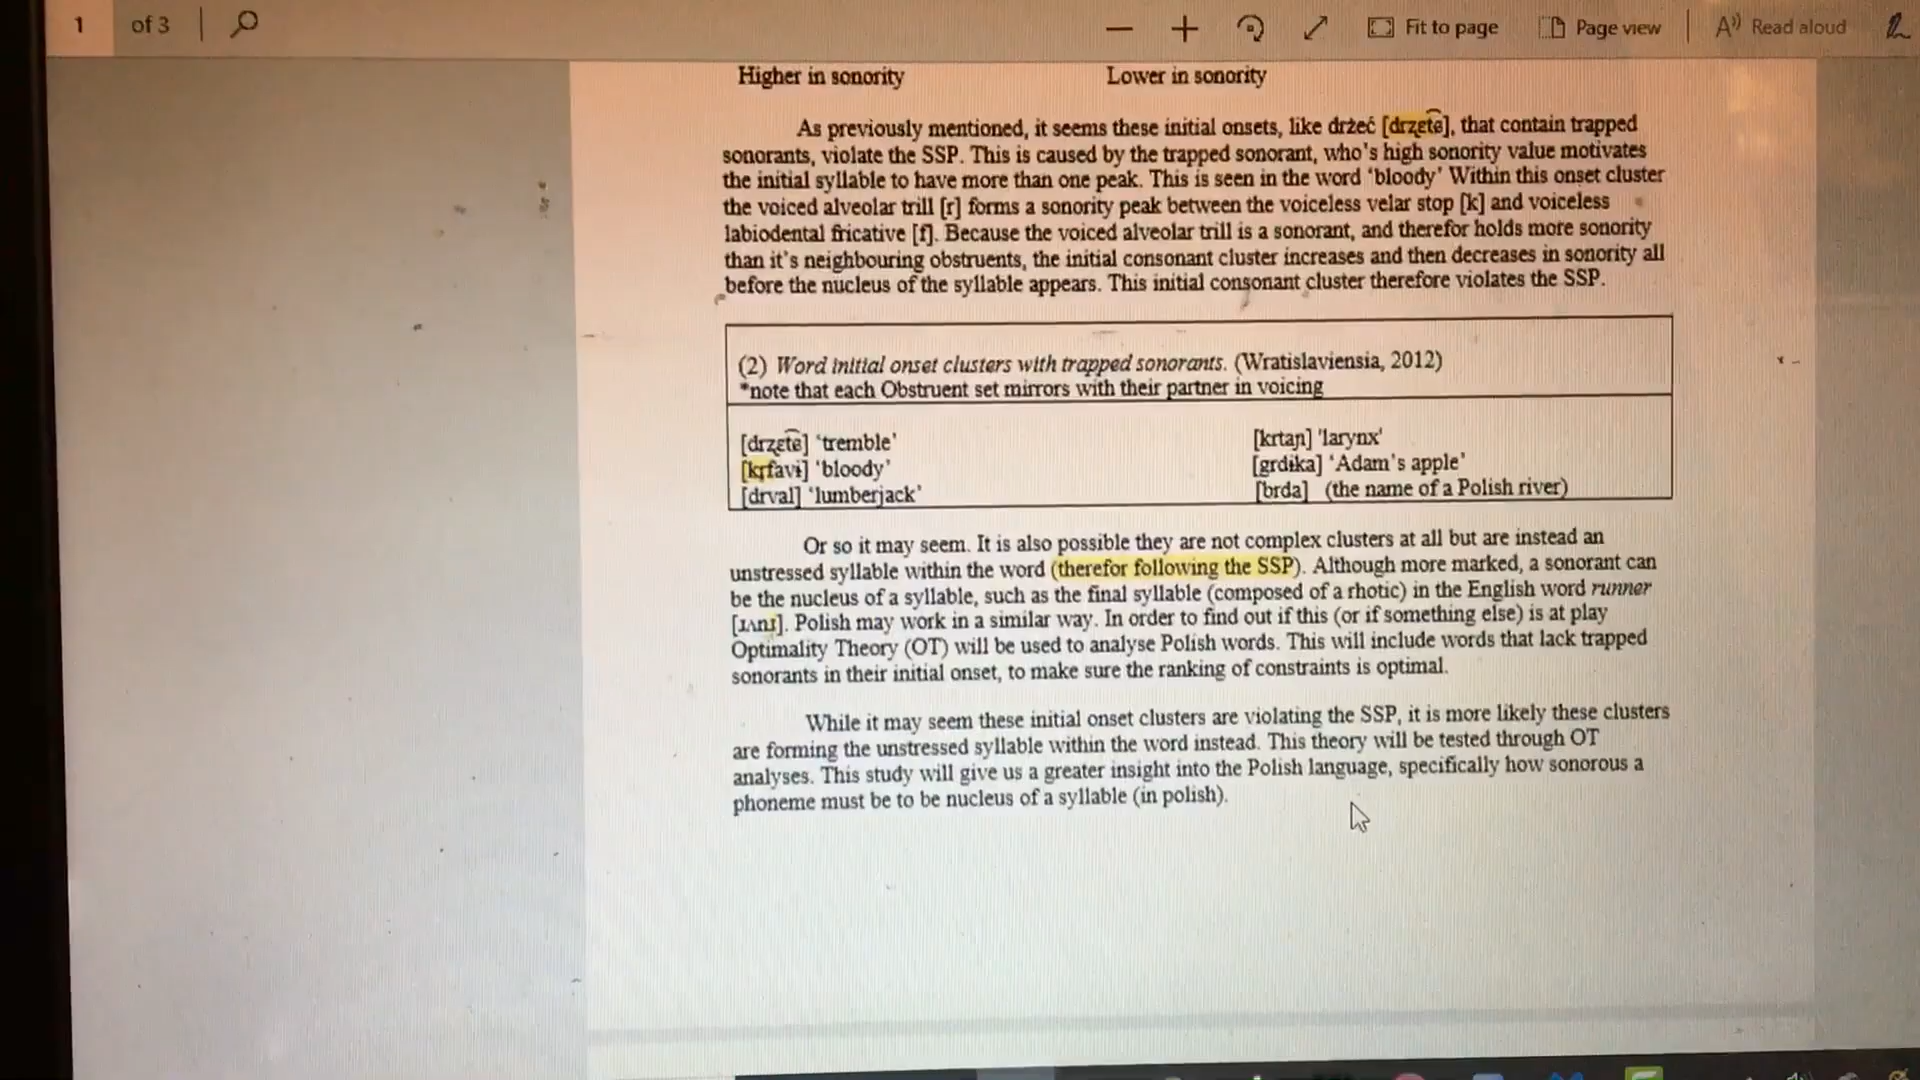 1 of 3 Fit to page Page view Read aloud
Higher in sonority Lower in sonority
As previously mentioned, it seems these initial onsets, like drżeć [drʐɛt͡ɕ], that contain trapped
sonorants, violate the SSP. This is caused by the trapped sonorant, who's high sonority value motivates
the initial syllable to have more than one peak. This is seen in the word ‘bloody’ Within this onset cluster
the voiced alveolar trill [r] forms a sonority peak between the voiceless velar stop [k] and voiceless
labiodental fricative [f]. Because the voiced alveolar trill is a sonorant, and therefor holds more sonority
than it's neighbouring obstruents, the initial consonant cluster increases and then decreases in sonority all
before the nucleus of the syllable appears. This initial consonant cluster therefore violates the SSP.
(2) Word initial onset clusters with trapped sonorants. (Wratislaviensia, 2012)
*note that each Obstruent set mirrors with their partner in voicing
[drʐɛt͡ɕ] ‘tremble’ [krtaɲ] 'larynx'
‘bloody’ [grdɨka] ‘Adam's apple’
[drval] ‘lumberjack’ [brda] (the name of a Polish river)
Or so it may seem. It is also possible they are not complex clusters at all but are instead an
unstressed syllable within the word (therefor following the SSP). Although more marked, a sonorant can
be the nucleus of a syllable, such as the final syllable (composed of a rhotic) in the English word runner
[ɹʌnɹ]. Polish may work in a similar way. In order to find out if this (or if something else) is at play
Optimality Theory (OT) will be used to analyse Polish words. This will include words that lack trapped
sonorants in their initial onset, to make sure the ranking of constraints is optimal.
While it may seem these initial onset clusters are violating the SSP, it is more likely these clusters
are forming the unstressed syllable within the word instead. This theory will be tested through OT
analyses. This study will give us a greater insight into the Polish language, specifically how sonorous a
phoneme must be to be nucleus of a syllable (in polish).